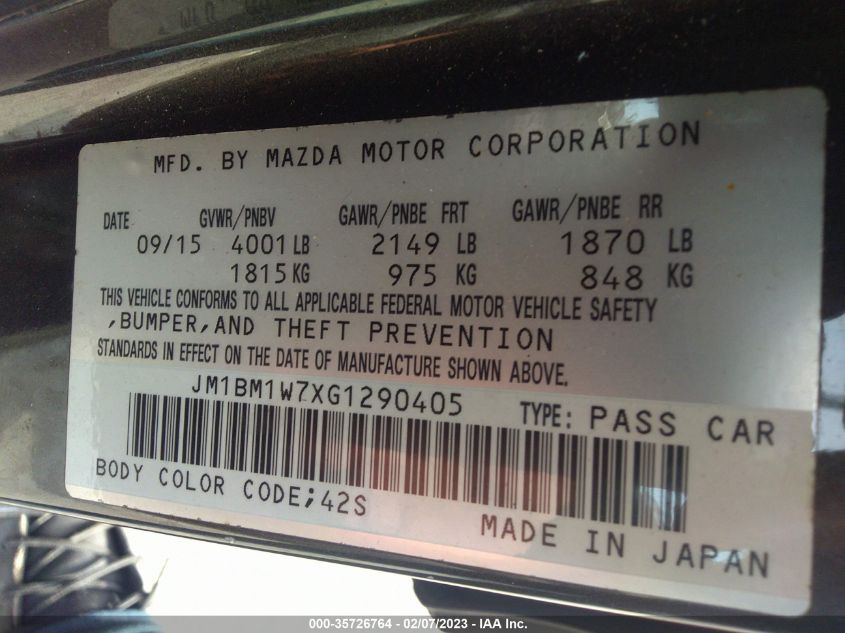 MFD. BY MAZDA MOTOR CORPORATION
DATE GVWR/PNBV GAWR/PNBE FRT GAWR/PNBE RR
09/15 4001 LB 2149 LB 1870 LB
1815 KG 975 KG 848 KG
THIS VEHICLE CONFORMS TO ALL APPLICABLE FEDERAL MOTOR VEHICLE SAFETY
,BUMPER,AND THEFT PREVENTION
STANDARDS IN EFFECT ON THE DATE OF MANUFACTURE SHOWN ABOVE.
JM1BM1W7XG1290405 TYPE: PASS CAR
BODY COLOR CODE;42S
MADE IN JAPAN
000-35726764 - 02/07/2023 - IAA Inc.